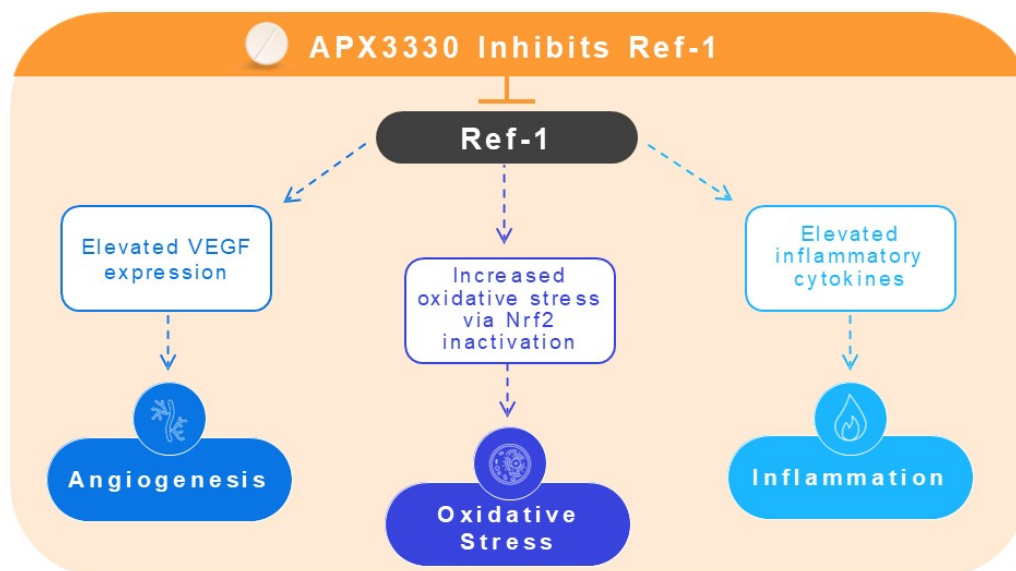 APX3330 Inhibits Ref-1
Ref-1
Elevated VEGF
expression
Angiogenesis
Increased
oxidative stress
via Nrf2
inactivation
Oxidative
Stress
Elevated
inflammatory
cytokines
Inflammation